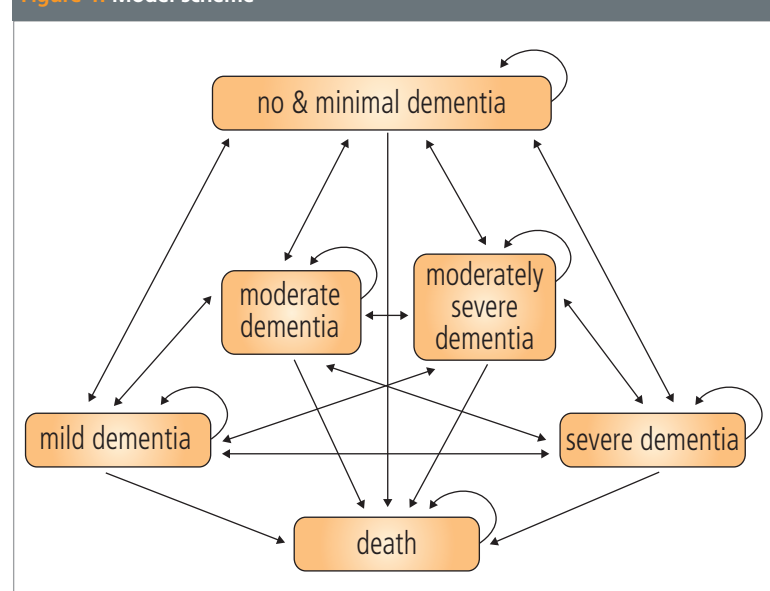 Figure 1. Model scheme
no & minimal dementia
moderate
dementia
moderately
severe
dementia
mild dementia
severe dementia
death